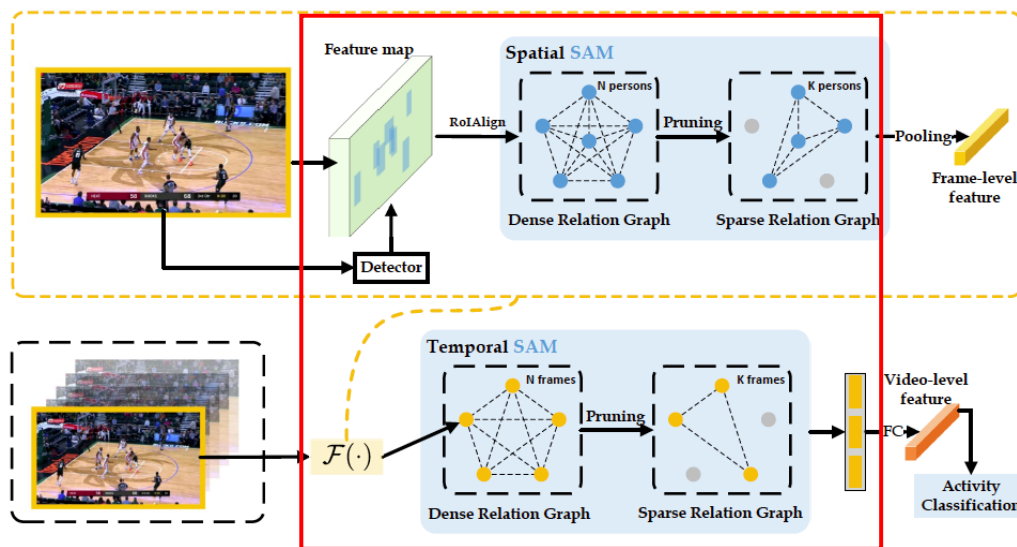 Feature map
Spatial SAM
N persons
K persons
RoIAlign
Pruning
Pooling
Frame-level
feature
Dense Relation Graph
Sparse Relation Graph
Detector
Temporal SAM
N frames
K frames
Video-level
feature
Pruning
FC
F(·)
Activity
Classification
Dense Relation Graph
Sparse Relation Graph